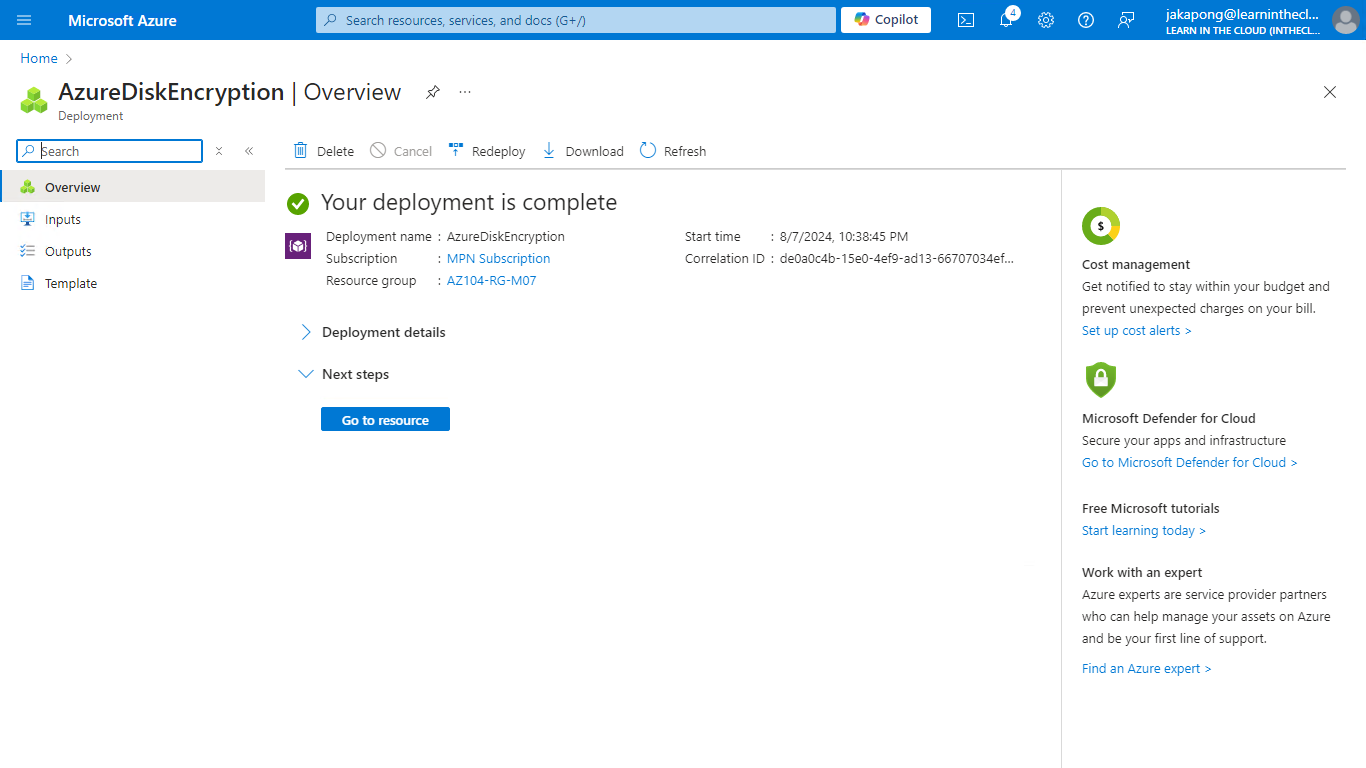 Microsoft Azure
Search resources, services, and docs (G+/)
Copilot
4
jakapong@learninthecl...
LEARN IN THE CLOUD (INTHECL...
Home
AzureDiskEncryption | Overview
Deployment
Search
Delete
Cancel
Redeploy
Download
Refresh
Overview
Inputs
Outputs
Template
Your deployment is complete
Deployment name : AzureDiskEncryption
Subscription : MPN Subscription
Resource group : AZ104-RG-M07
Start time : 8/7/2024, 10:38:45 PM
Correlation ID : de0a0c4b-15e0-4ef9-ad13-66707034ef...
Deployment details
Next steps
Go to resource
$
Cost management
Get notified to stay within your budget and
prevent unexpected charges on your bill.
Set up cost alerts >
Microsoft Defender for Cloud
Secure your apps and infrastructure
Go to Microsoft Defender for Cloud >
Free Microsoft tutorials
Start learning today >
Work with an expert
Azure experts are service provider partners
who can help manage your assets on Azure
and be your first line of support.
Find an Azure expert >